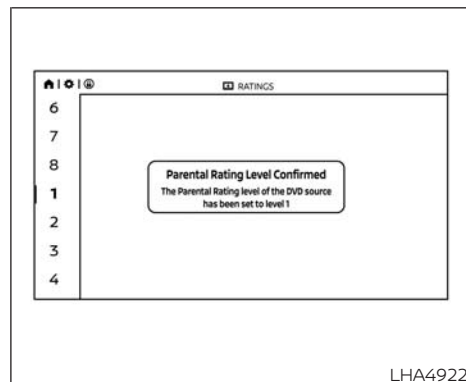 RATINGS
6
7
8
1
2
3
4
Parental Rating Level Confirmed
The Parental Rating level of the DVD source
has been set to level 1
LHA4922